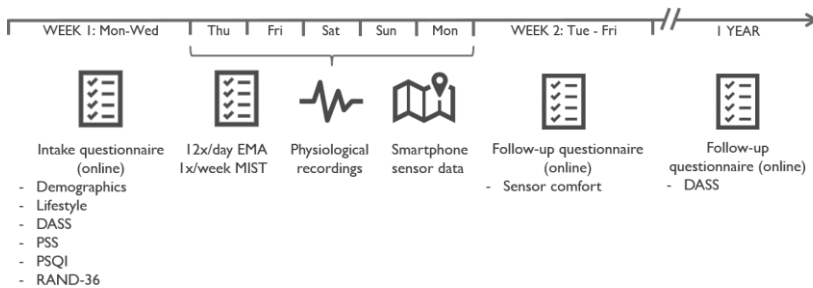 WEEK 1: Mon-Wed
Thu
Fri
Sat
Sun
Mon
WEEK 2: Tue - Fri
1 YEAR
Intake questionnaire
(online)
- Demographics
- Lifestyle
- DASS
- PSS
- PSQI
- RAND-36
12x/day EMA
1x/week MIST
Physiological
recordings
Smartphone
sensor data
Follow-up questionnaire
(online)
- Sensor comfort
Follow-up
questionnaire (online)
- DASS